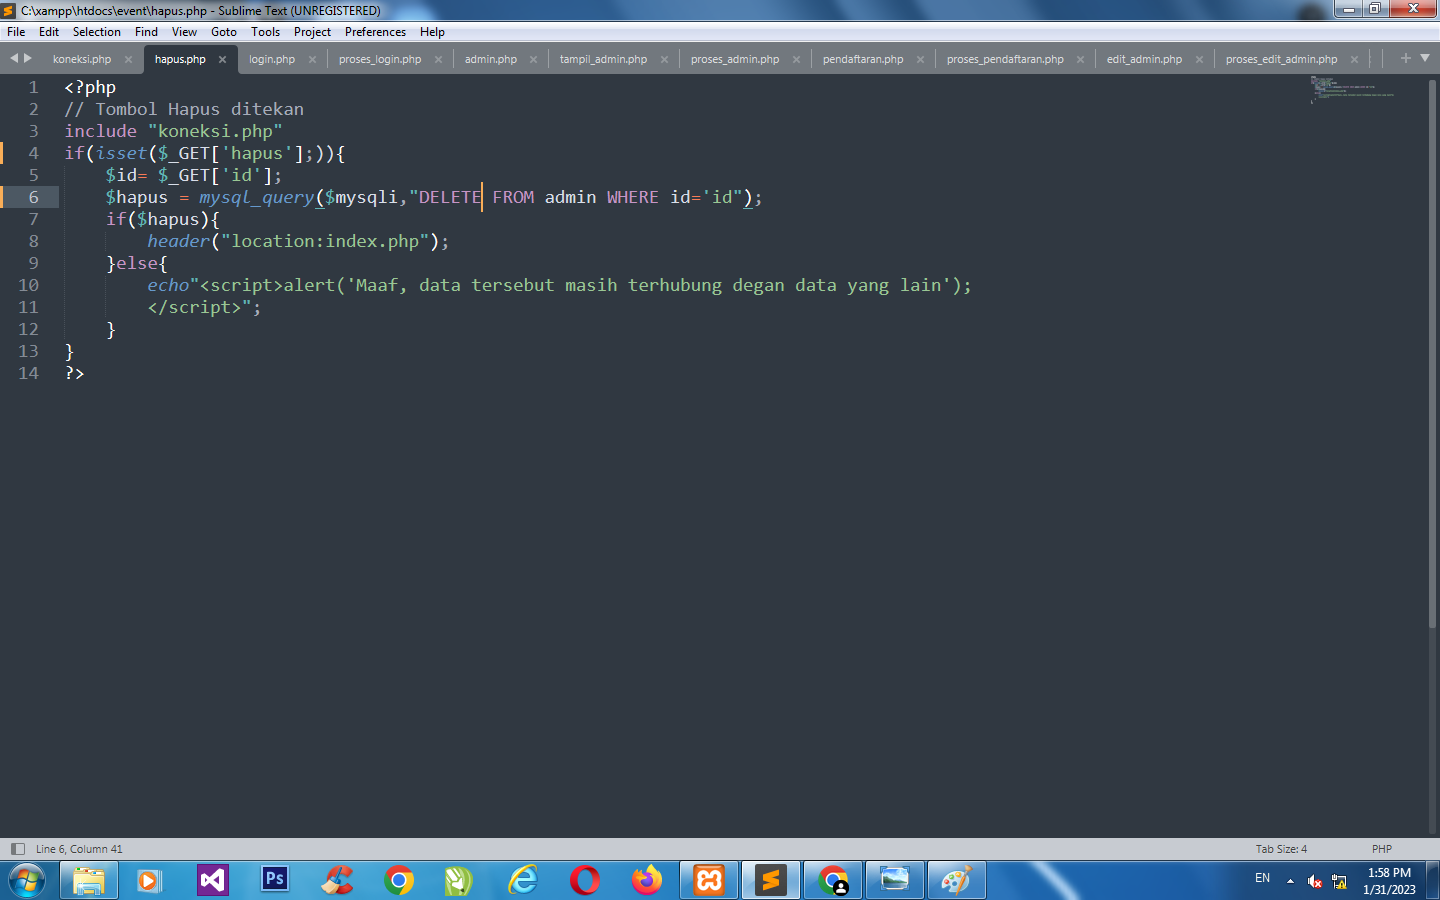 C:\xampp\htdocs\event\hapus.php - Sublime Text (UNREGISTERED)
File Edit Selection Find View Goto Tools Project Preferences Help
koneksi.php hapus.php login.php proses_login.php admin.php tampil_admin.php proses_admin.php pendaftaran.php proses_pendaftaran.php edit_admin.php proses_edit_admin.php
1 <?php
2 // Tombol Hapus ditekan
3 include "koneksi.php"
4 if(isset($_GET['hapus'];)){
5 $id= $_GET['id'];
6 $hapus = mysql_query($mysqli,"DELETE FROM admin WHERE id='id");
7 if($hapus){
8 header("location:index.php");
9 }else{
10 echo"<script>alert('Maaf, data tersebut masih terhubung degan data yang lain');
11 </script>";
12 }
13 }
14 ?>
Line 6, Column 41 Tab Size: 4 PHP
Ps
EN 1:58 PM
1/31/2023